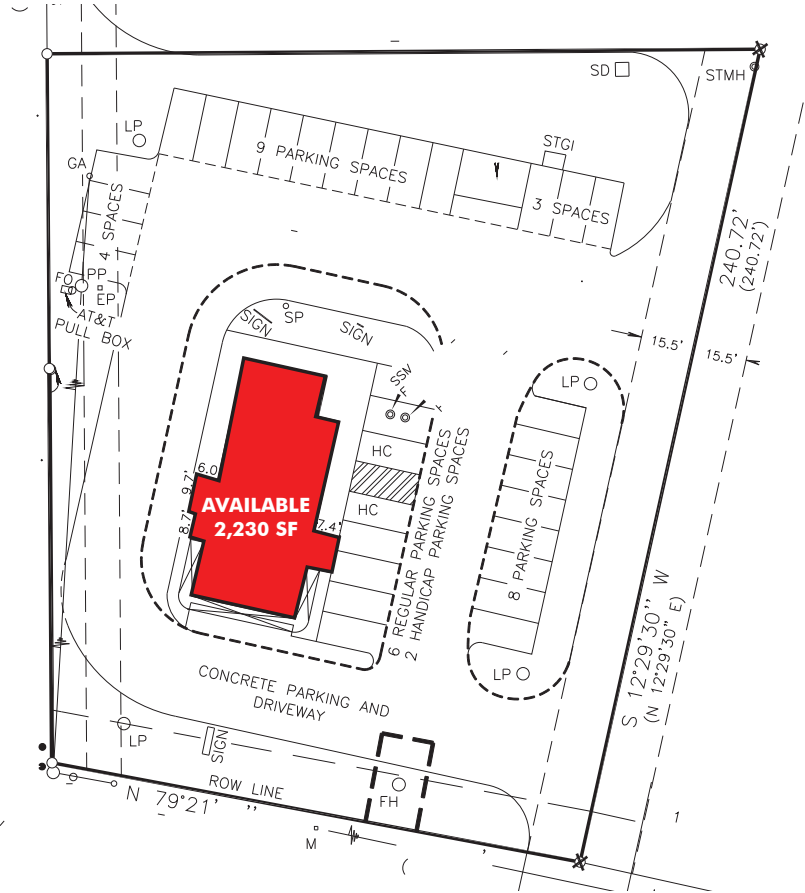 SD
STMH
LP
STGI
9 PARKING SPACES
GA
4 SPACES
3 SPACES
240.72'
(240.72')
FO
PP
EP
AT&T
PULL BOX
SIGN
SP
SIGN
15.5'
15.5'
SSM
LP
HC
6.0
9.7'
AVAILABLE
2,230 SF
8.7'
7.4'
HC
6 REGULAR PARKING SPACES
2 HANDICAP PARKING SPACES
8 PARKING SPACES
S 12°29'30'' W
(N 12°29'30'' E)
CONCRETE PARKING AND
DRIVEWAY
LP
LP
SIGN
ROW LINE
FH
N 79°21' ''
M
( '
1